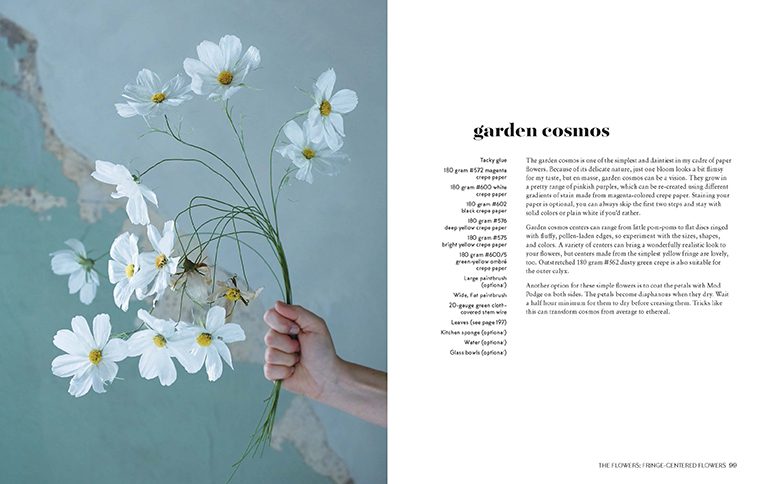 garden cosmos
Tacky glue
180 gram #572 magenta
crepe paper
180 gram #600 white
crepe paper
180 gram #602
black crepe paper
180 gram #576
deep yellow crepe paper
180 gram #575
bright yellow crepe paper
180 gram #600/5
green-yellow ombré
crepe paper
Large paintbrush
(optional)
Wide, flat paintbrush
20-gauge green cloth-
covered stem wire
Leaves (see page 197)
Kitchen sponge (optional)
Water (optional)
Glass bowls (optional)
The garden cosmos is one of the simplest and daintiest in my cadre of paper
flowers. Because of its delicate nature, just one bloom looks a bit flimsy
for my taste, but en masse, garden cosmos can be a vision. They grow in
a pretty range of pinkish purples, which can be re-created using different
gradients of stain made from magenta-colored crepe paper. Staining your
paper is optional, you can always skip the first two steps and stay with
solid colors or plain white if you'd rather.
Garden cosmos centers can range from little pom-poms to flat discs ringed
with fluffy, pollen-laden edges, so experiment with the sizes, shapes,
and colors. A variety of centers can bring a wonderfully realistic look to
your flowers, but centers made from the simplest yellow fringe are lovely,
too. Outstretched 180 gram #562 dusty green crepe is also suitable for
the outer calyx.
Another option for these simple flowers is to coat the petals with Mod
Podge on both sides. The petals become diaphanous when they dry. Wait
a half hour minimum for them to dry before creasing them. Tricks like
this can transform cosmos from average to ethereal.
THE FLOWERS: FRINGE-CENTERED FLOWERS 99